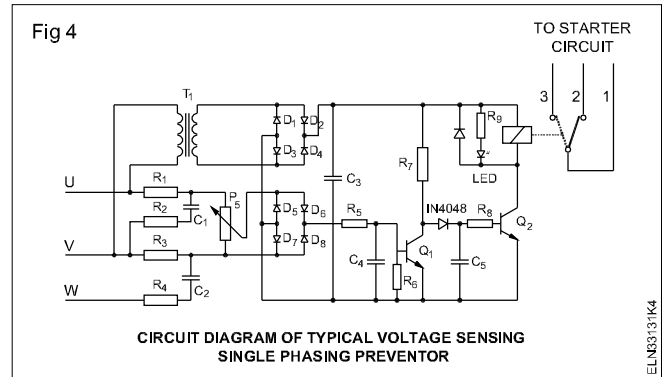 Fig 4
TO STARTER
CIRCUIT
3 2 1
T1
D1 D2
D3 D4
R9
R7
C3
LED
U
R1
P5
R2
C1
D5 D6
R5
IN4048
R8
Q2
V
R3
D7 D8
C4
Q1
C5
R6
C2
W
R4
CIRCUIT DIAGRAM OF TYPICAL VOLTAGE SENSING
SINGLE PHASING PREVENTOR
ELN33131K4